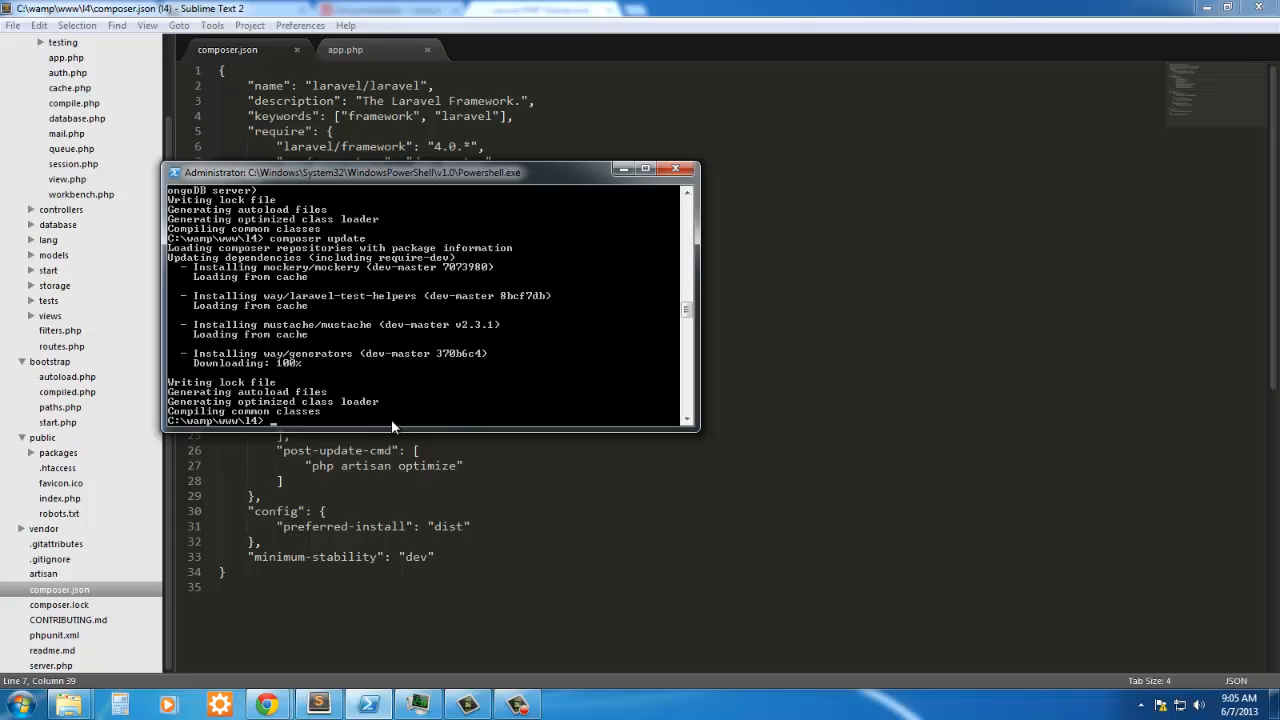 C:\wamp\www\l4\composer.json (l4) - Sublime Text 2
File Edit Selection Find View Goto Tools Project Preferences Help
testing
app.php
auth.php
cache.php
compile.php
database.php
mail.php
queue.php
session.php
view.php
workbench.php
controllers
database
lang
models
start
storage
tests
views
filters.php
routes.php
bootstrap
autoload.php
compiled.php
paths.php
start.php
public
packages
.htaccess
favicon.ico
index.php
robots.txt
vendor
.gitattributes
.gitignore
artisan
composer.json
composer.lock
CONTRIBUTING.md
phpunit.xml
readme.md
server.php
composer.json app.php
1 {
2 "name": "laravel/laravel",
3 "description": "The Laravel Framework.",
4 "keywords": ["framework", "laravel"],
5 "require": {
6 "laravel/framework": "4.0.*",
Administrator: C:\Windows\System32\WindowsPowerShell\v1.0\Powershell.exe
ongoDB server)
Writing lock file
Generating autoload files
Generating optimized class loader
Compiling common classes
C:\wamp\www\l4> composer update
Loading composer repositories with package information
Updating dependencies (including require-dev)
- Installing mockery/mockery (dev-master 7073980)
Loading from cache
- Installing way/laravel-test-helpers (dev-master 8bcf7db)
Loading from cache
- Installing mustache/mustache (dev-master v2.3.1)
Loading from cache
- Installing way/generators (dev-master 370b6c4)
Downloading: 100%
Writing lock file
Generating autoload files
Generating optimized class loader
Compiling common classes
C:\wamp\www\l4> _
],
26 "post-update-cmd": [
27 "php artisan optimize"
28 ]
29 },
30 "config": {
31 "preferred-install": "dist"
32 },
33 "minimum-stability": "dev"
34 }
35
Line 7, Column 39
Tab Size: 4 JSON
9:05 AM
6/7/2013